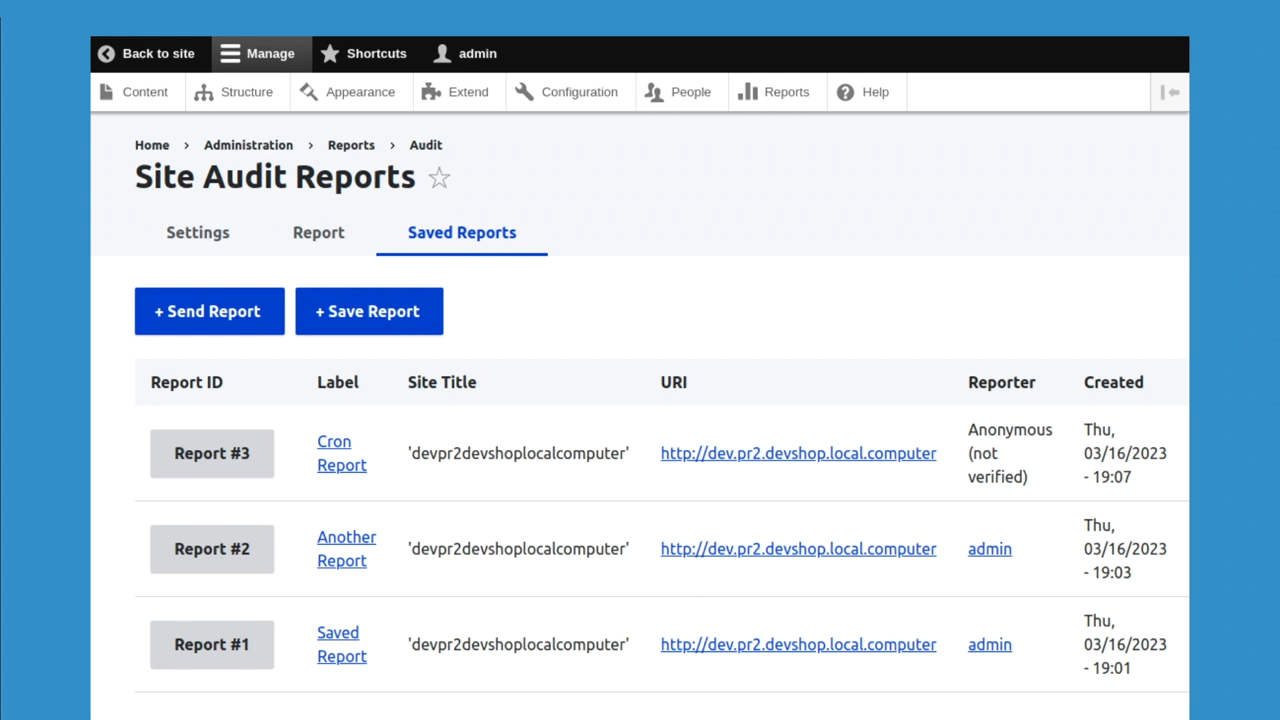 Back to site Manage Shortcuts admin
Content Structure Appearance Extend Configuration People Reports Help
Home › Administration › Reports › Audit
Site Audit Reports
Settings Report Saved Reports
+ Send Report + Save Report
Report ID Label Site Title URI Reporter Created
Report #3 Cron Report 'devpr2devshoplocalcomputer' http://dev.pr2.devshop.local.computer Anonymous (not verified) Thu, 03/16/2023 - 19:07
Report #2 Another Report 'devpr2devshoplocalcomputer' http://dev.pr2.devshop.local.computer admin Thu, 03/16/2023 - 19:03
Report #1 Saved Report 'devpr2devshoplocalcomputer' http://dev.pr2.devshop.local.computer admin Thu, 03/16/2023 - 19:01